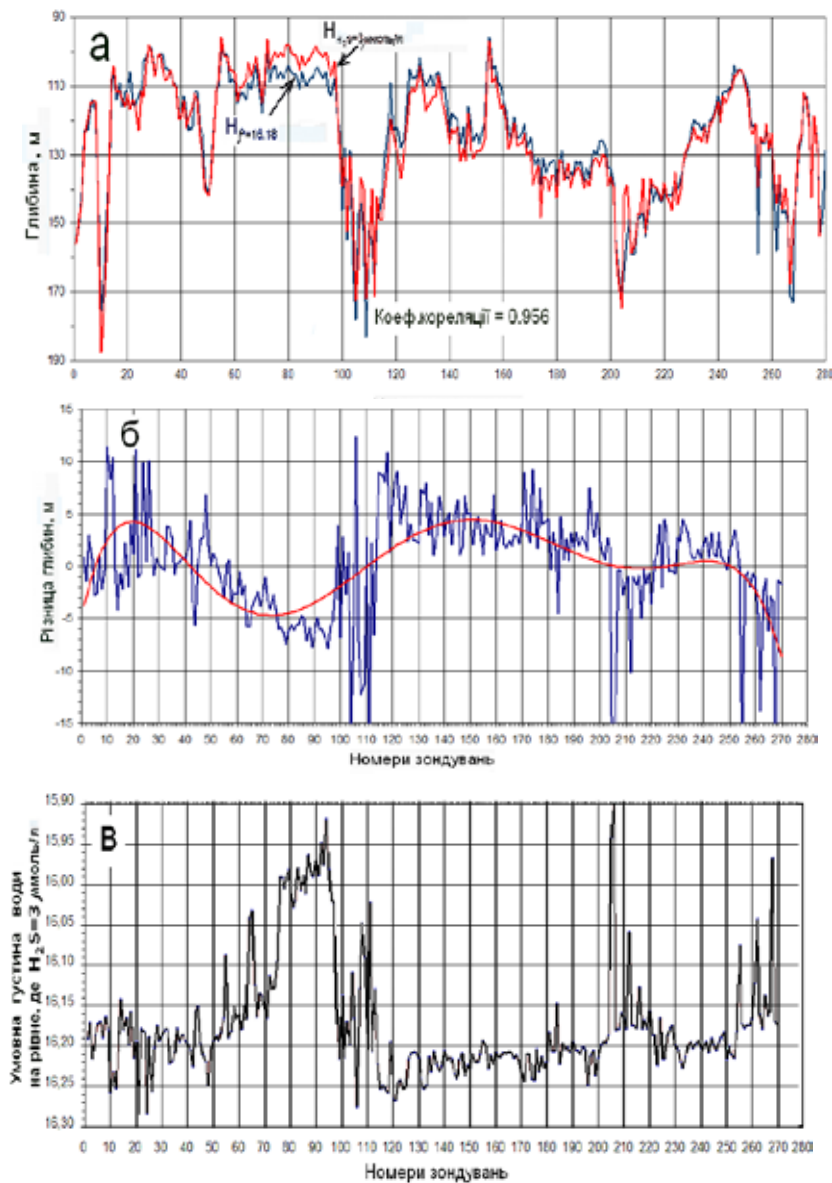 а
90
110
130
150
170
190
Глибина, м
H H₂S=3μмоль/л
H ρ=16.18
Коеф.кореляції = 0.956
0 20 40 60 80 100 120 140 160 180 200 220 240 260 280
б
15
10
5
0
-5
-10
-15
Різниця глибин, м
0 10 20 30 40 50 60 70 80 90 100 110 120 130 140 150 160 170 180 190 200 210 220 230 240 250 260 270 280
Номери зондувань
в
15,90
15,95
16,00
16,05
16,10
16,15
16,20
16,25
16,30
Умовна густина води
на рівне, де H₂S=3 μмоль/л
0 10 20 30 40 50 60 70 80 90 100 110 120 130 140 150 160 170 180 190 200 210 220 230 240 250 260 270 280
Номери зондувань